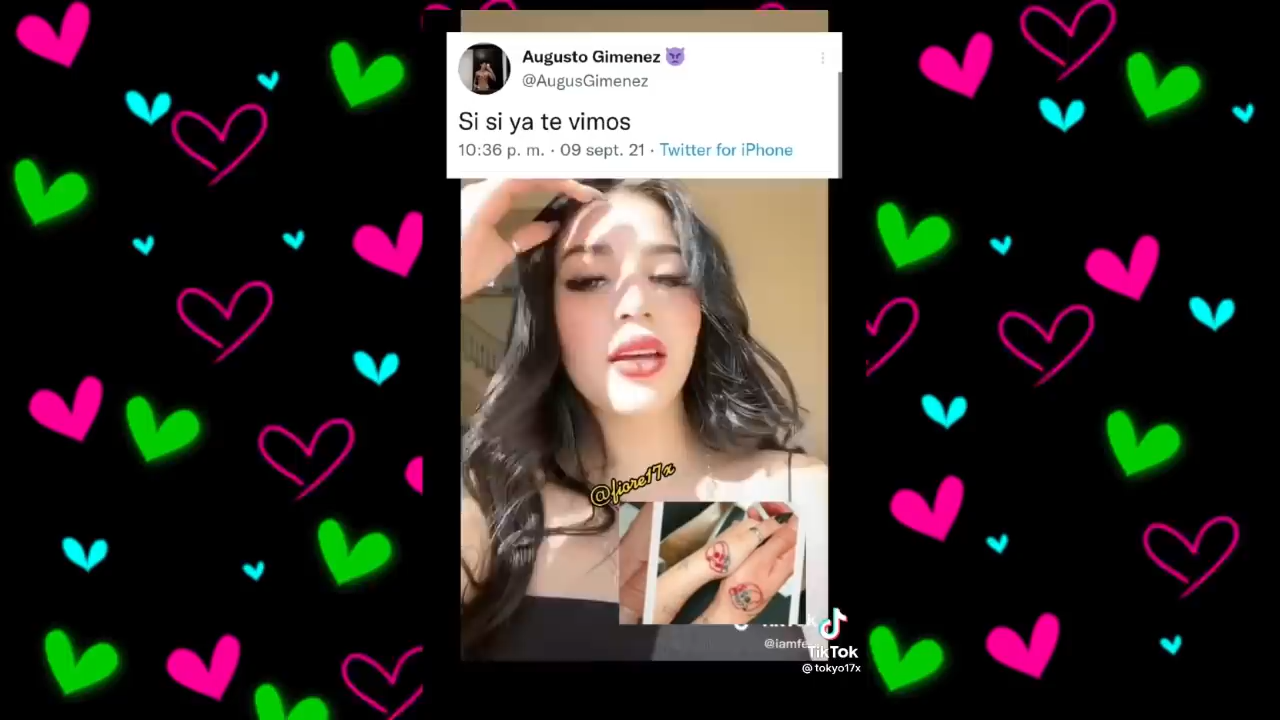 Augusto Gimenez
@AugusGimenez
Si si ya te vimos
10:36 p. m. · 09 sept. 21 · Twitter for iPhone
@fiore17x
@iamfe
TikTok
@tokyo17x